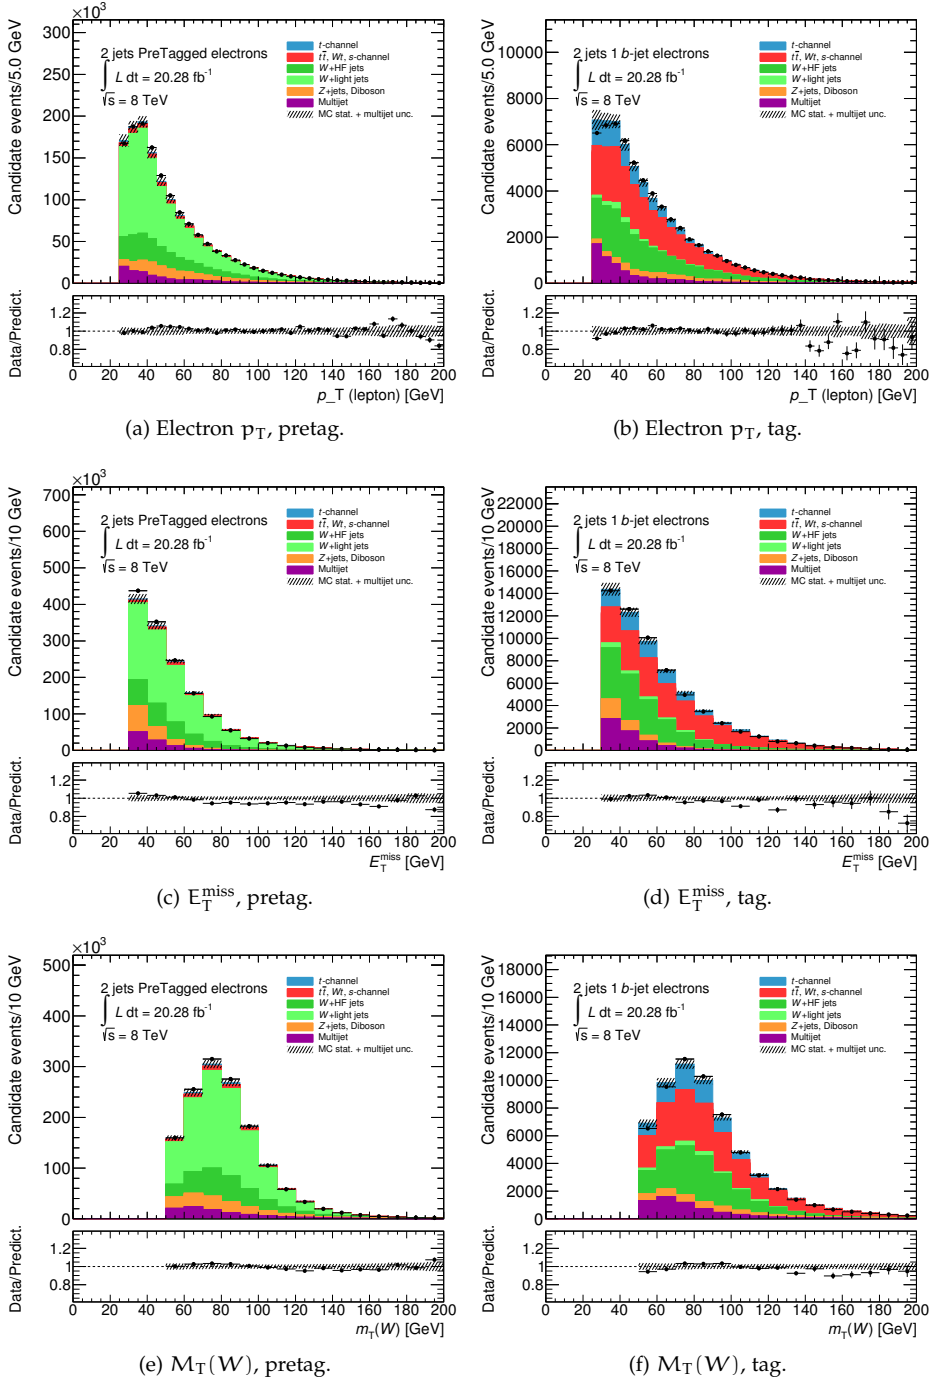 ×10³
Candidate events/5.0 GeV
300
250
200
150
100
50
0
2 jets PreTagged electrons
∫ L dt = 20.28 fb⁻¹
√s = 8 TeV
t-channel
tt̄, Wt, s-channel
W+HF jets
W+light jets
Z+jets, Diboson
Multijet
MC stat. + multijet unc.
Data/Predict.
1.2
1
0.8
0 20 40 60 80 100 120 140 160 180 200
p_T (lepton) [GeV]
(a) Electron p_T, pretag.
Candidate events/5.0 GeV
10000
8000
6000
4000
2000
0
2 jets 1 b-jet electrons
∫ L dt = 20.28 fb⁻¹
√s = 8 TeV
t-channel
tt̄, Wt, s-channel
W+HF jets
W+light jets
Z+jets, Diboson
Multijet
MC stat. + multijet unc.
Data/Predict.
1.2
1
0.8
0 20 40 60 80 100 120 140 160 180 200
p_T (lepton) [GeV]
(b) Electron p_T, tag.
×10³
Candidate events/10 GeV
700
600
500
400
300
200
100
0
2 jets PreTagged electrons
∫ L dt = 20.28 fb⁻¹
√s = 8 TeV
t-channel
tt̄, Wt, s-channel
W+HF jets
W+light jets
Z+jets, Diboson
Multijet
MC stat. + multijet unc.
Data/Predict.
1.2
1
0.8
0 20 40 60 80 100 120 140 160 180 200
E_T^miss [GeV]
(c) E_T^miss, pretag.
Candidate events/10 GeV
22000
20000
18000
16000
14000
12000
10000
8000
6000
4000
2000
0
2 jets 1 b-jet electrons
∫ L dt = 20.28 fb⁻¹
√s = 8 TeV
t-channel
tt̄, Wt, s-channel
W+HF jets
W+light jets
Z+jets, Diboson
Multijet
MC stat. + multijet unc.
Data/Predict.
1.2
1
0.8
0 20 40 60 80 100 120 140 160 180 200
E_T^miss [GeV]
(d) E_T^miss, tag.
×10³
Candidate events/10 GeV
500
400
300
200
100
0
2 jets PreTagged electrons
∫ L dt = 20.28 fb⁻¹
√s = 8 TeV
t-channel
tt̄, Wt, s-channel
W+HF jets
W+light jets
Z+jets, Diboson
Multijet
MC stat. + multijet unc.
Data/Predict.
1.2
1
0.8
0 20 40 60 80 100 120 140 160 180 200
m_T(W) [GeV]
(e) M_T(W), pretag.
Candidate events/10 GeV
18000
16000
14000
12000
10000
8000
6000
4000
2000
0
2 jets 1 b-jet electrons
∫ L dt = 20.28 fb⁻¹
√s = 8 TeV
t-channel
tt̄, Wt, s-channel
W+HF jets
W+light jets
Z+jets, Diboson
Multijet
MC stat. + multijet unc.
Data/Predict.
1.2
1
0.8
0 20 40 60 80 100 120 140 160 180 200
m_T(W) [GeV]
(f) M_T(W), tag.